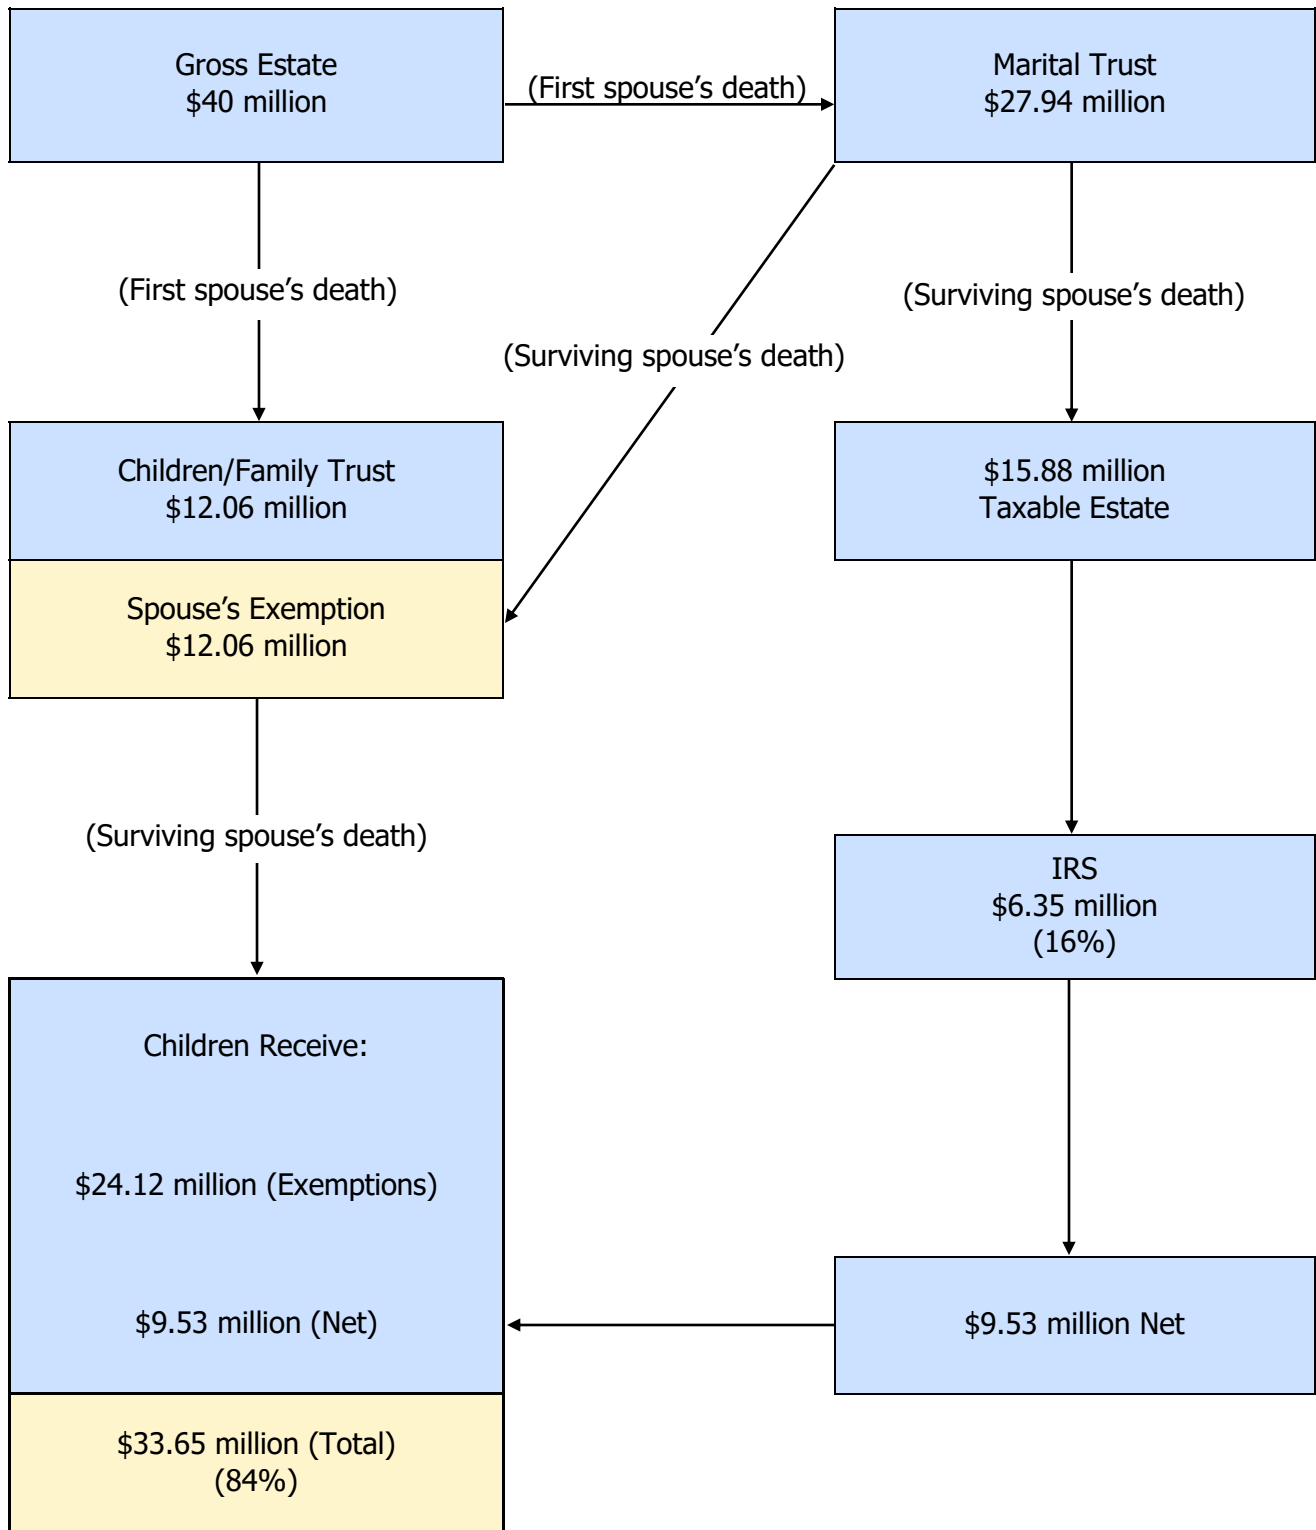 Gross Estate
$40 million
(First spouse’s death)
Marital Trust
$27.94 million
(First spouse’s death)
(Surviving spouse’s death)
(Surviving spouse’s death)
Children/Family Trust
$12.06 million
$15.88 million
Taxable Estate
Spouse’s Exemption
$12.06 million
(Surviving spouse’s death)
IRS
$6.35 million
(16%)
Children Receive:
$24.12 million (Exemptions)
$9.53 million (Net)
$9.53 million Net
$33.65 million (Total)
(84%)